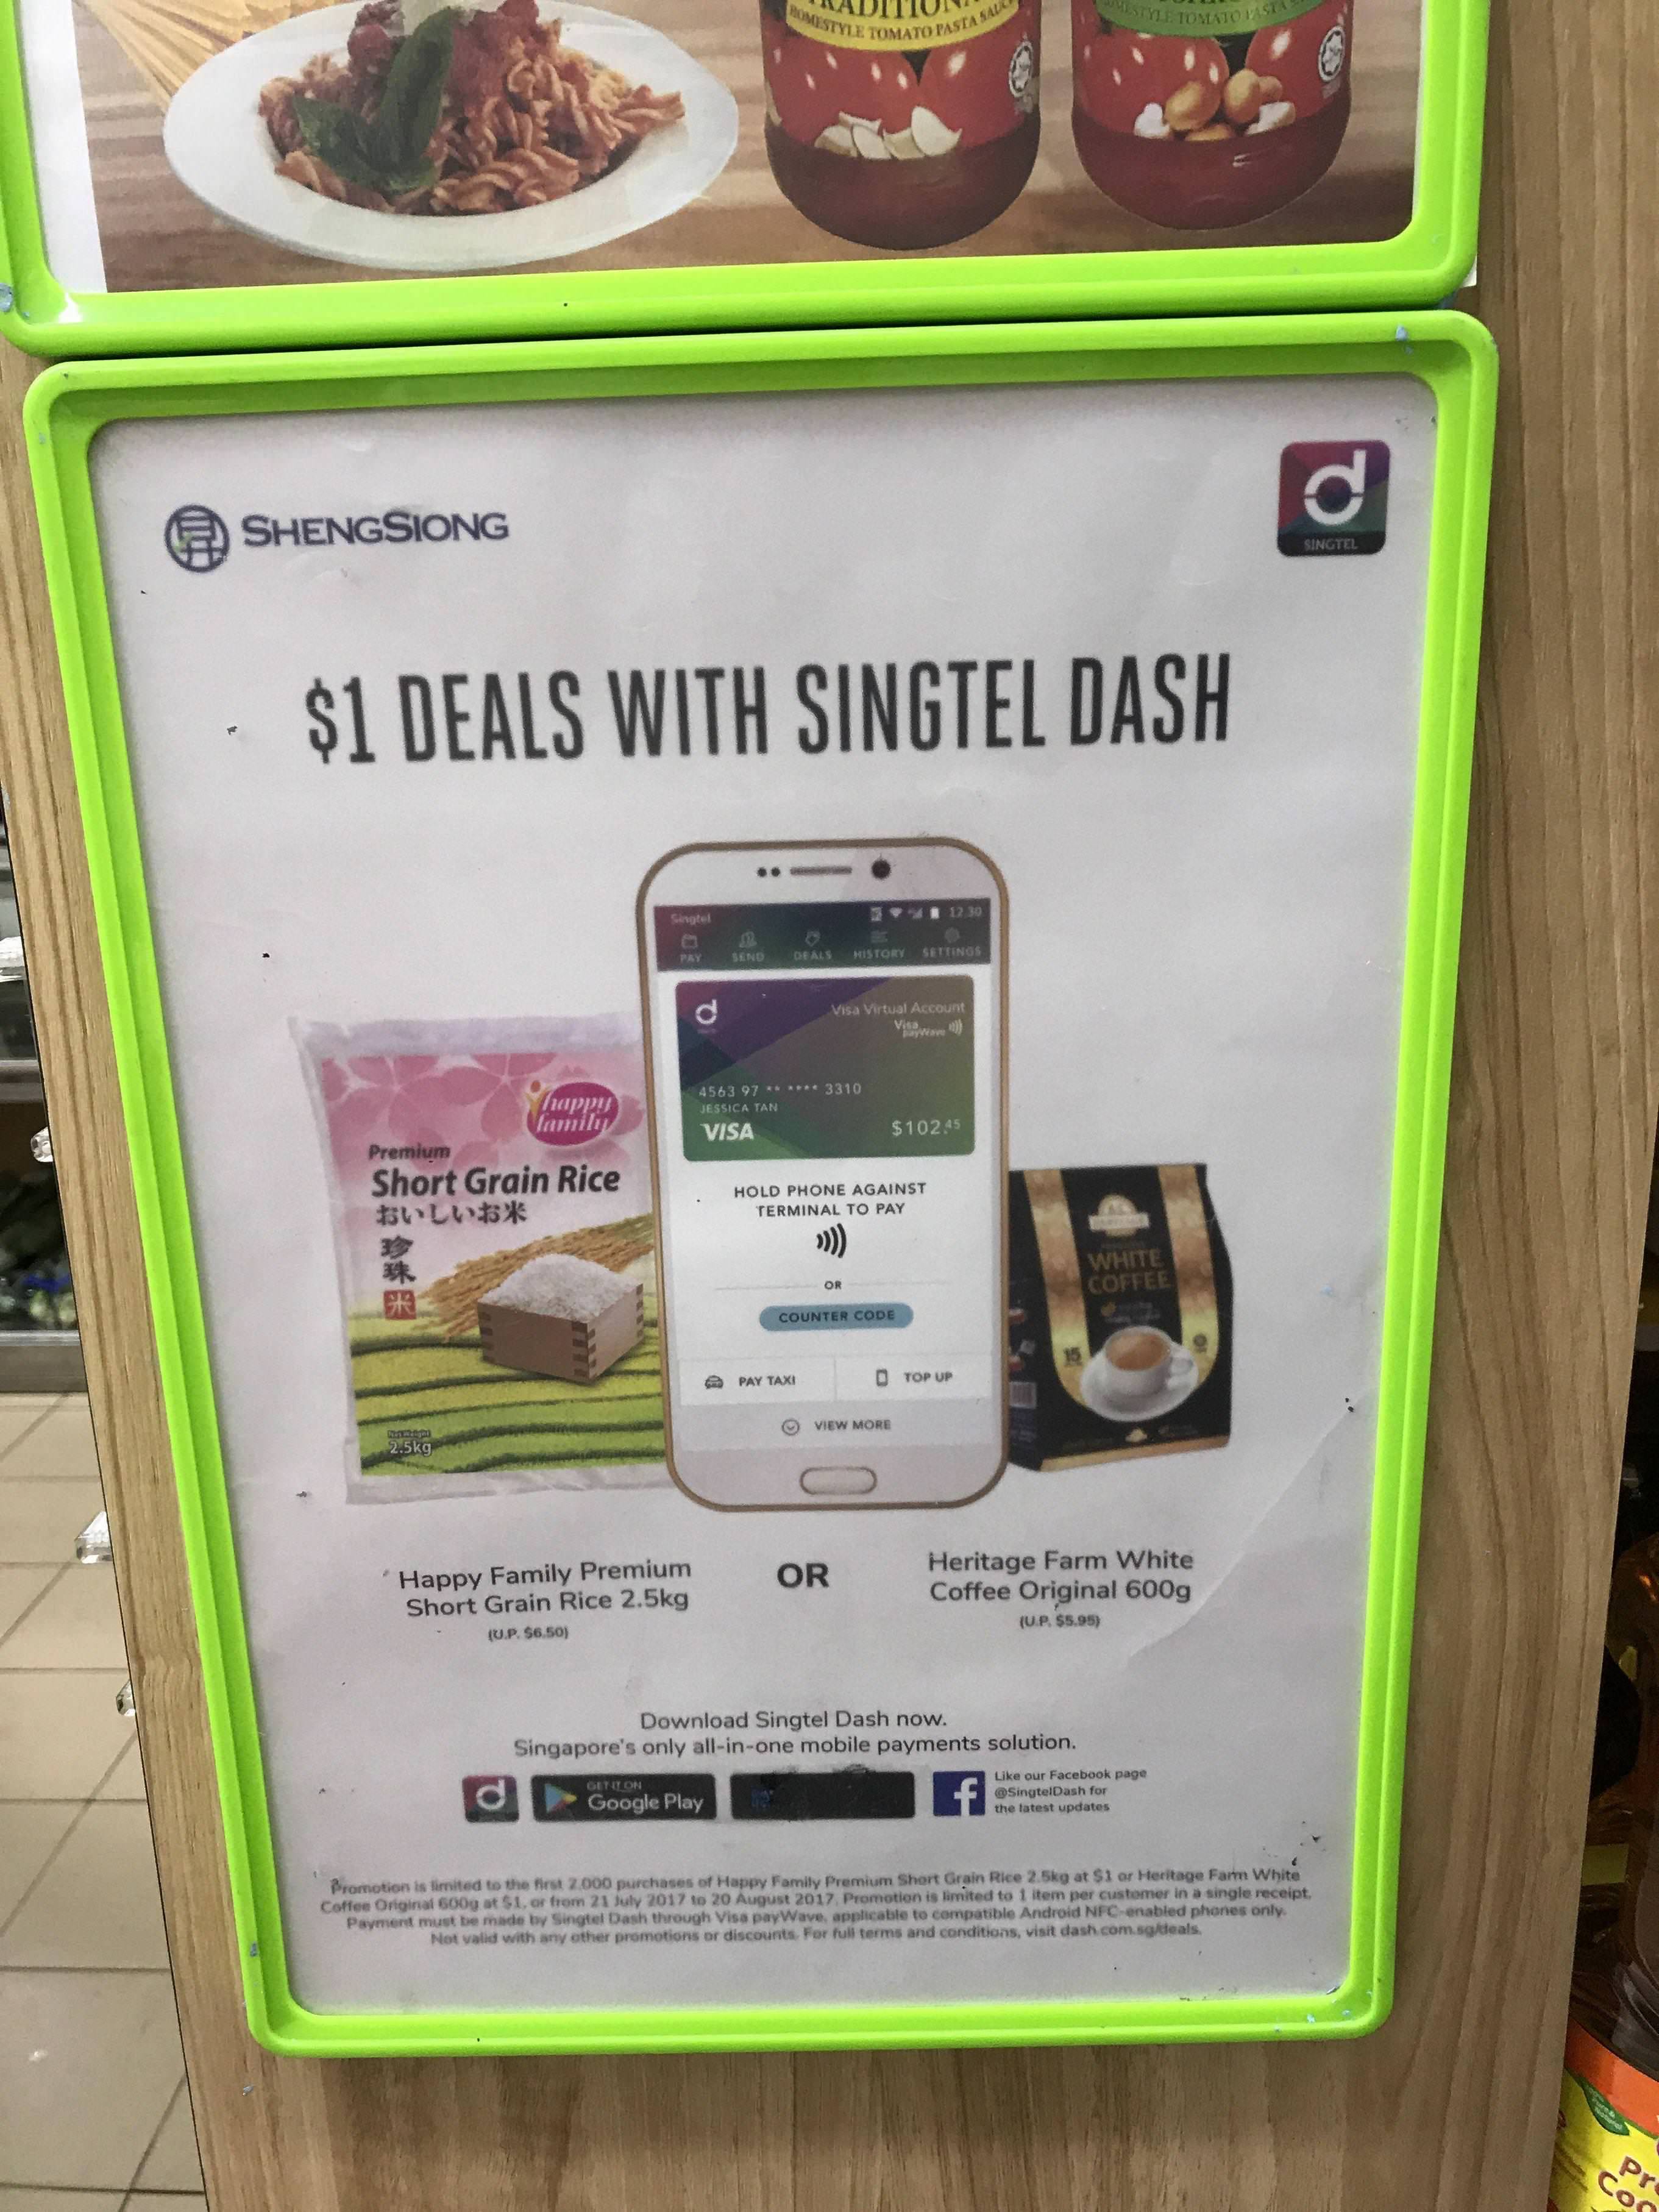 HOMESTYLE TOMATO PASTA SAUCE
HOMESTYLE TOMATO PASTA
SHENGSIONG
d
SINGTEL
$1 DEALS WITH SINGTEL DASH
Singtel
12.30
PAY SEND DEALS HISTORY SETTINGS
d
Visa Virtual Account
Visa
payWave
4563 97 ** **** 3310
JESSICA TAN
VISA
$102.45
HOLD PHONE AGAINST
TERMINAL TO PAY
OR
COUNTER CODE
PAY TAXI
TOP UP
VIEW MORE
happy
family
Premium
Short Grain Rice
おいしいお米
珍
珠
米
Net Weight
2.5kg
WHITE
COFFEE
15
Happy Family Premium
Short Grain Rice 2.5kg
(U.P. $6.50)
OR
Heritage Farm White
Coffee Original 600g
(U.P. $5.95)
Download Singtel Dash now.
Singapore's only all-in-one mobile payments solution.
d
GET IT ON
Google Play
f
Like our Facebook page
@SingtelDash for
the latest updates
Promotion is limited to the first 2,000 purchases of Happy Family Premium Short Grain Rice 2.5kg at $1 or Heritage Farm White
Coffee Original 600g at $1, or from 21 July 2017 to 20 August 2017. Promotion is limited to 1 item per customer in a single receipt.
Payment must be made by Singtel Dash through Visa payWave, applicable to compatible Android NFC-enabled phones only.
Not valid with any other promotions or discounts. For full terms and conditions, visit dash.com.sg/deals.